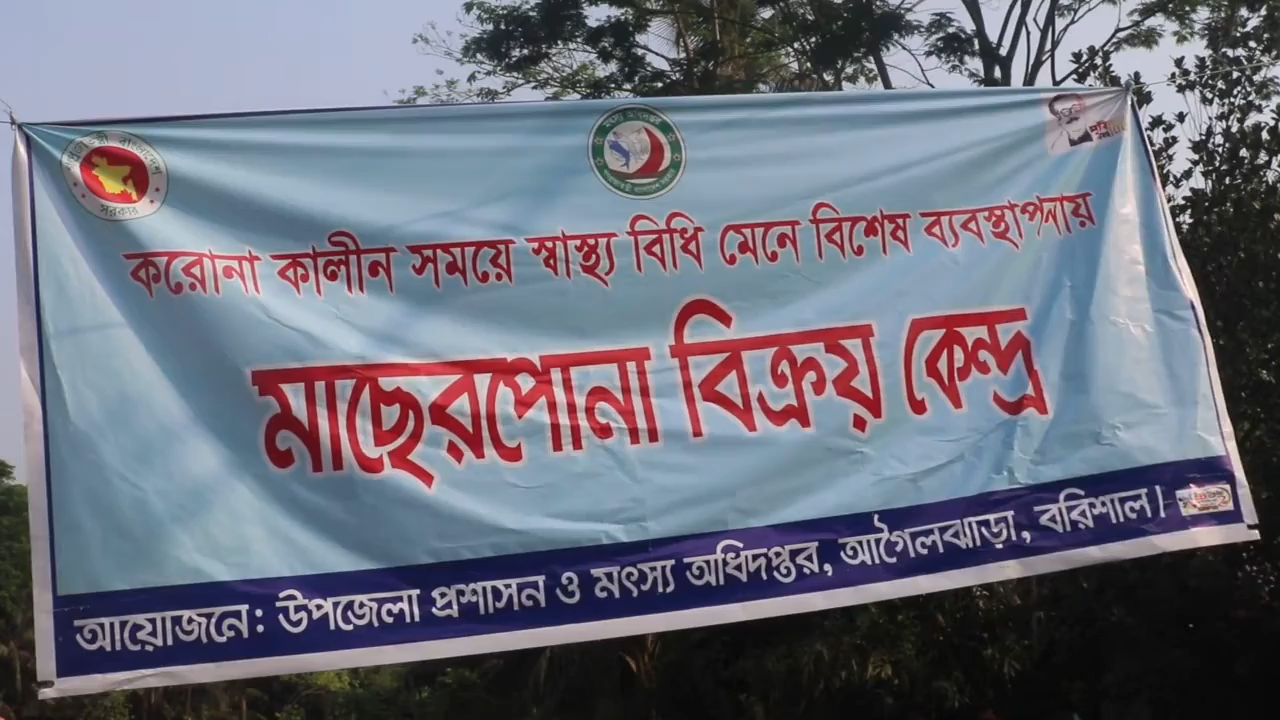 করোনা কালীন সময়ে স্বাস্থ্য বিধি মেনে বিশেষ ব্যবস্থাপনায়
মাছেরপোনা বিক্রয় কেন্দ্র
আয়োজনে: উপজেলা প্রশাসন ও মৎস্য অধিদপ্তর, আগৈলঝাড়া, বরিশাল।